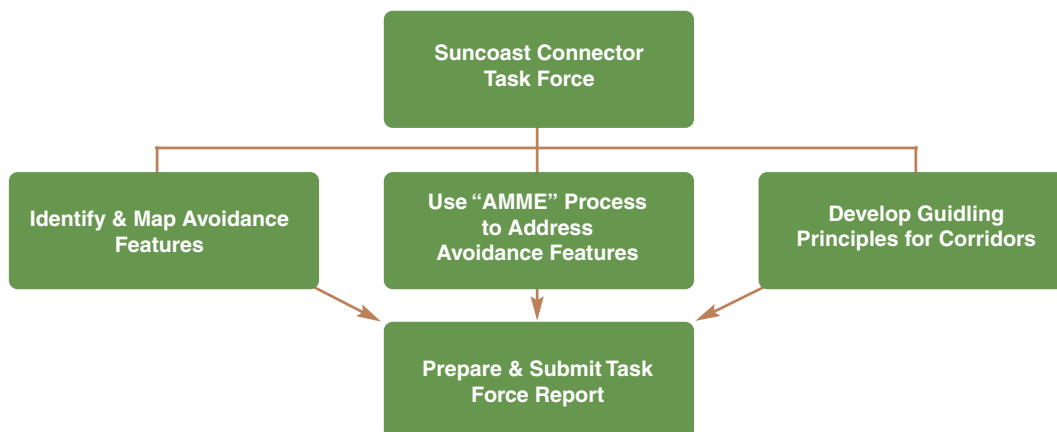 Suncoast Connector
Task Force
Identify & Map Avoidance
Features
Use “AMME” Process
to Address
Avoidance Features
Develop Guidling
Principles for Corridors
Prepare & Submit Task
Force Report